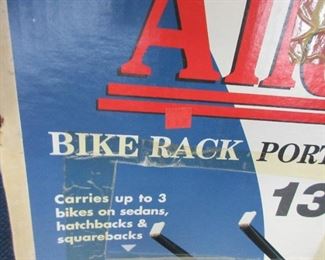 BIKE RACK PORT
13
Carries up to 3
bikes on sedans,
hatchbacks &
squarebacks